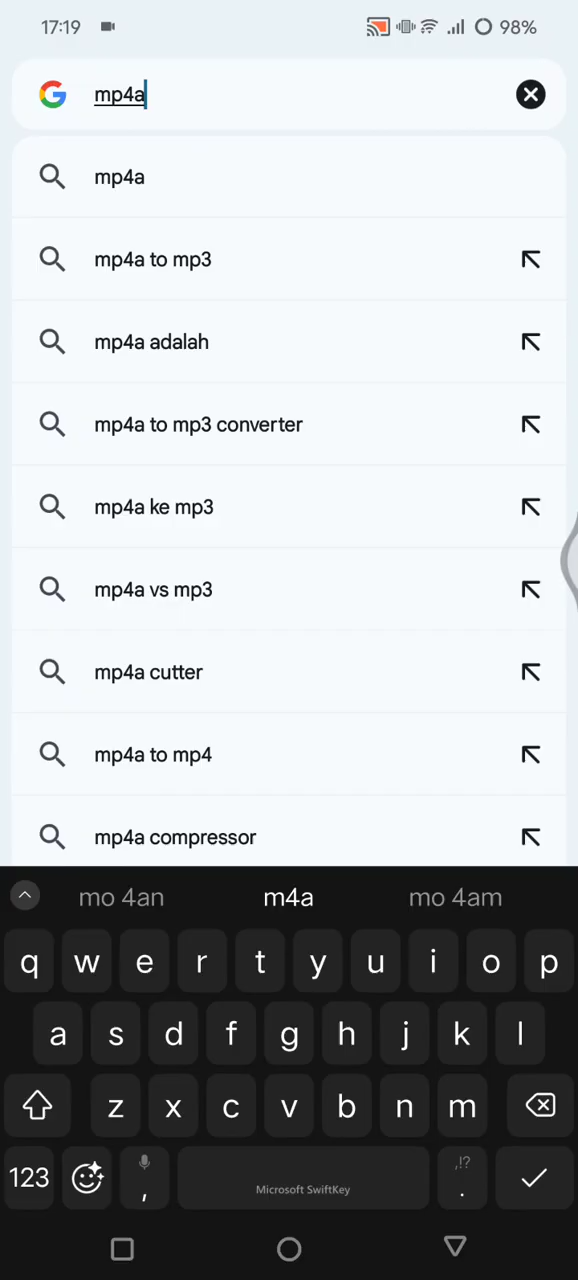 17:19 98%
mp4a
mp4a
mp4a to mp3
mp4a adalah
mp4a to mp3 converter
mp4a ke mp3
mp4a vs mp3
mp4a cutter
mp4a to mp4
mp4a compressor
mo 4an m4a mo 4am
q w e r t y u i o p
a s d f g h j k l
z x c v b n m
123 , Microsoft SwiftKey ,!? .